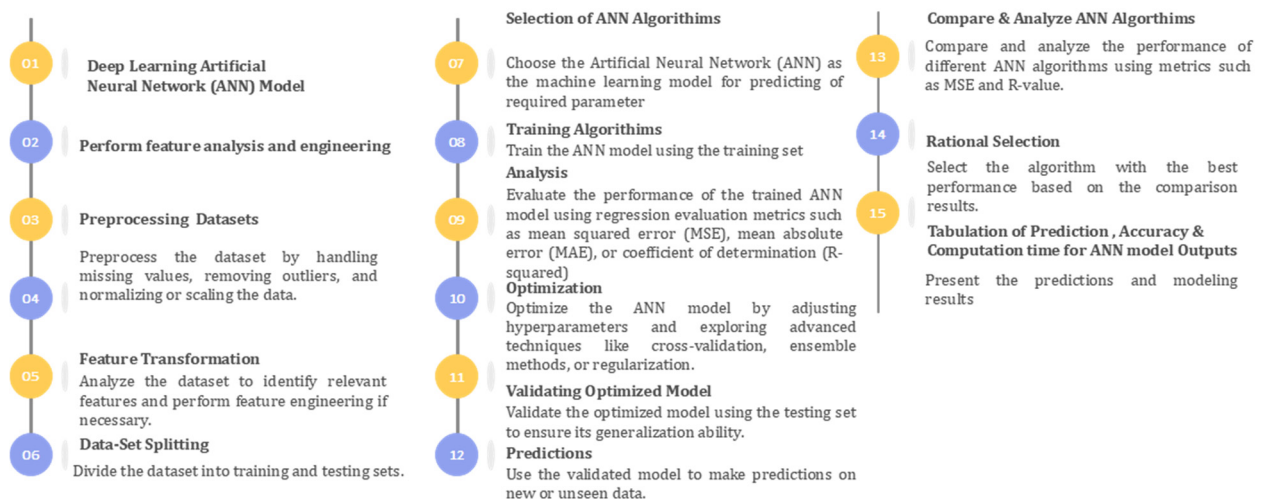 01
Deep Learning Artificial
Neural Network (ANN) Model
02
Perform feature analysis and engineering
03
Preprocessing Datasets
Preprocess the dataset by handling
missing values, removing outliers, and
normalizing or scaling the data.
04
Feature Transformation
05
Analyze the dataset to identify relevant
features and perform feature engineering if
necessary.
Data-Set Splitting
06
Divide the dataset into training and testing sets.
Selection of ANN Algorithims
07
Choose the Artificial Neural Network (ANN) as
the machine learning model for predicting of
required parameter
Training Algorithims
08
Train the ANN model using the training set
Analysis
Evaluate the performance of the trained ANN
09
model using regression evaluation metrics such
as mean squared error (MSE), mean absolute
error (MAE), or coefficient of determination (R-
squared)
Optimization
10
Optimize the ANN model by adjusting
hyperparameters and exploring advanced
techniques like cross-validation, ensemble
methods, or regularization.
11
Validating Optimized Model
Validate the optimized model using the testing set
to ensure its generalization ability.
Predictions
12
Use the validated model to make predictions on
new or unseen data.
Compare & Analyze ANN Algorthims
13
Compare and analyze the performance of
different ANN algorithms using metrics such
as MSE and R-value.
14
Rational Selection
Select the algorithm with the best
performance based on the comparison
results.
15
Tabulation of Prediction , Accuracy &
Computation time for ANN model Outputs
Present the predictions and modeling
results